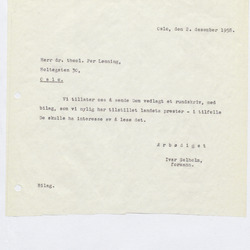 Oslo, den 2. desember 1958.
Herr dr. theol. Per Lønning,
Holtegaten 30,
O s l o.
Vi tillater oss å sende Dem vedlagt et rundskriv, med
bilag, som vi nylig har tilstillet landets prester - i tilfelle
De skulle ha interesse av å lese det.
Ærbødigst
Ivar Welholm,
formann.
Bilag.